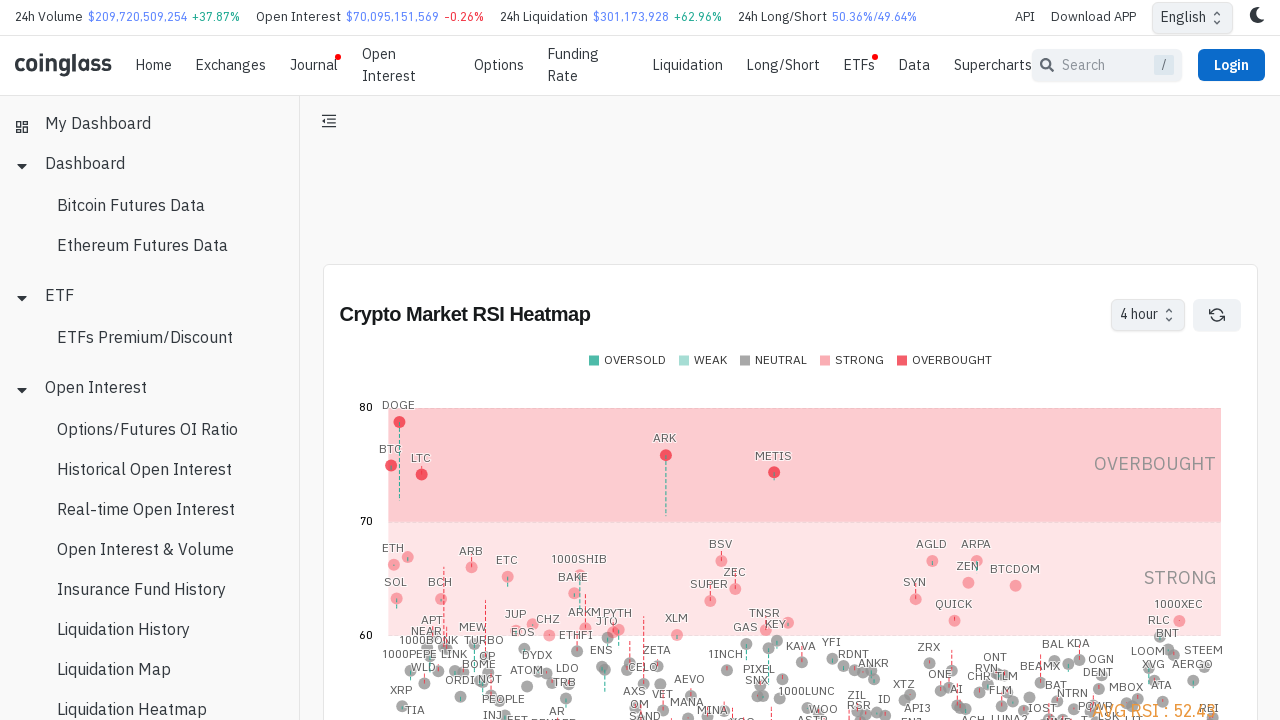 24h Volume $209,720,509,254 +37.87% Open Interest $70,095,151,569 -0.26% 24h Liquidation $301,173,928 +62.96% 24h Long/Short 50.36%/49.64% API Download APP English
coinglass Home Exchanges Journal Open Interest Options Funding Rate Liquidation Long/Short ETFs Data Supercharts Search / Login
My Dashboard
Dashboard
Bitcoin Futures Data
Ethereum Futures Data
ETF
ETFs Premium/Discount
Open Interest
Options/Futures OI Ratio
Historical Open Interest
Real-time Open Interest
Open Interest & Volume
Insurance Fund History
Liquidation History
Liquidation Map
Liquidation Heatmap
Crypto Market RSI Heatmap 4 hour
OVERSOLD WEAK NEUTRAL STRONG OVERBOUGHT
80 DOGE
ARK
BTC LTC METIS OVERBOUGHT
70
ETH ARB ETC 1000SHIB BSV AGLD ARPA
SOL BCH BAKE SUPER ZEC SYN ZEN BTCDOM STRONG
APT JUP CHZ ARKM PYTH XLM TNSR QUICK 1000XEC
NEAR MEW EOS ETHFI JTO GAS KEY RLC
60 1000BONK TURBO YFI ZRX BAL KDA BNT
1000PEPE LINK OP DYDX ENS ZETA 1INCH KAVA RDNT ONT OGN LOOM STEEM
WLD BOME ATOM LDO CELO PIXEL ANKR ONE RVN BEAMX DENT XVG AERGO
ORDI NOT TRB AEVO SNX XTZ CHR TLM
XRP PEOPLE AXS VET 1000LUNC ZIL ID AI FLM BAT NTRN MBOX ATA
TIA INJ AR OM MANA MINA WOO RSR API3 IOST POWR REI
SAND ACH LUNA2 AVG RSI : 52.4